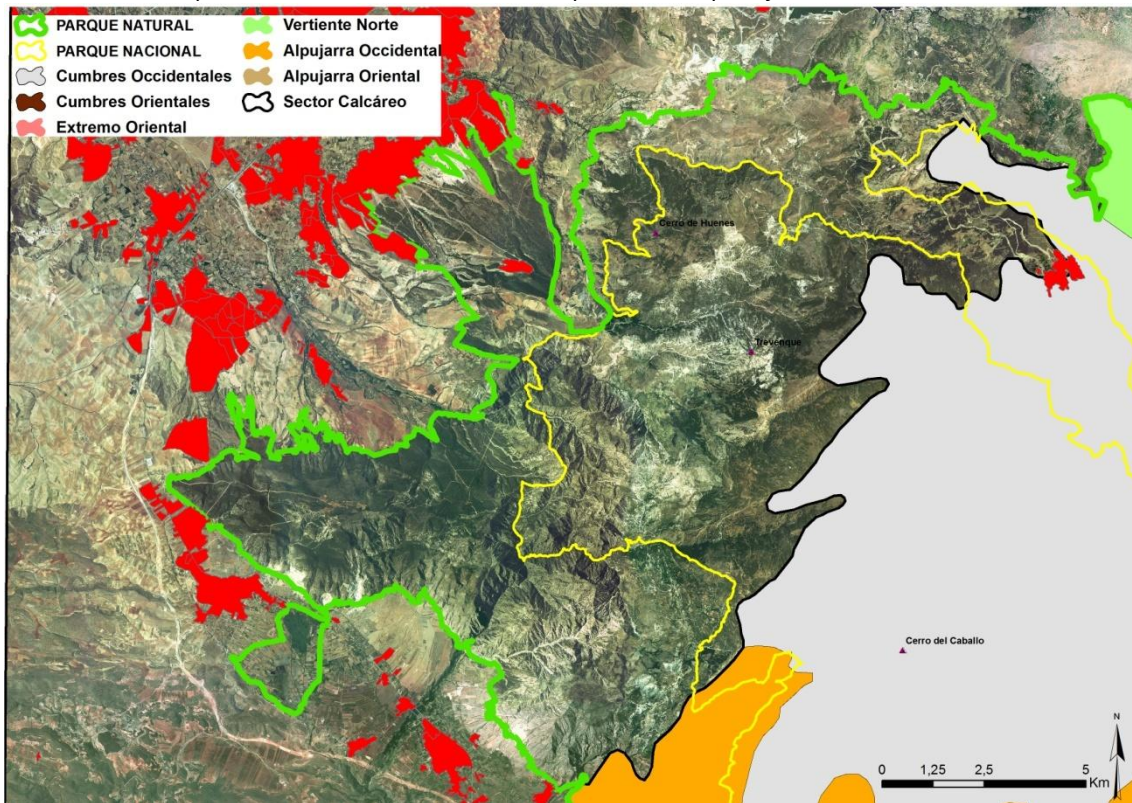 PARQUE NATURAL
PARQUE NACIONAL
Cumbres Occidentales
Cumbres Orientales
Extremo Oriental
Vertiente Norte
Alpujarra Occidental
Alpujarra Oriental
Sector Calcáreo
Cerro de Huenes
Trevenque
Cerro del Caballo
N
0 1,25 2,5 5
Km